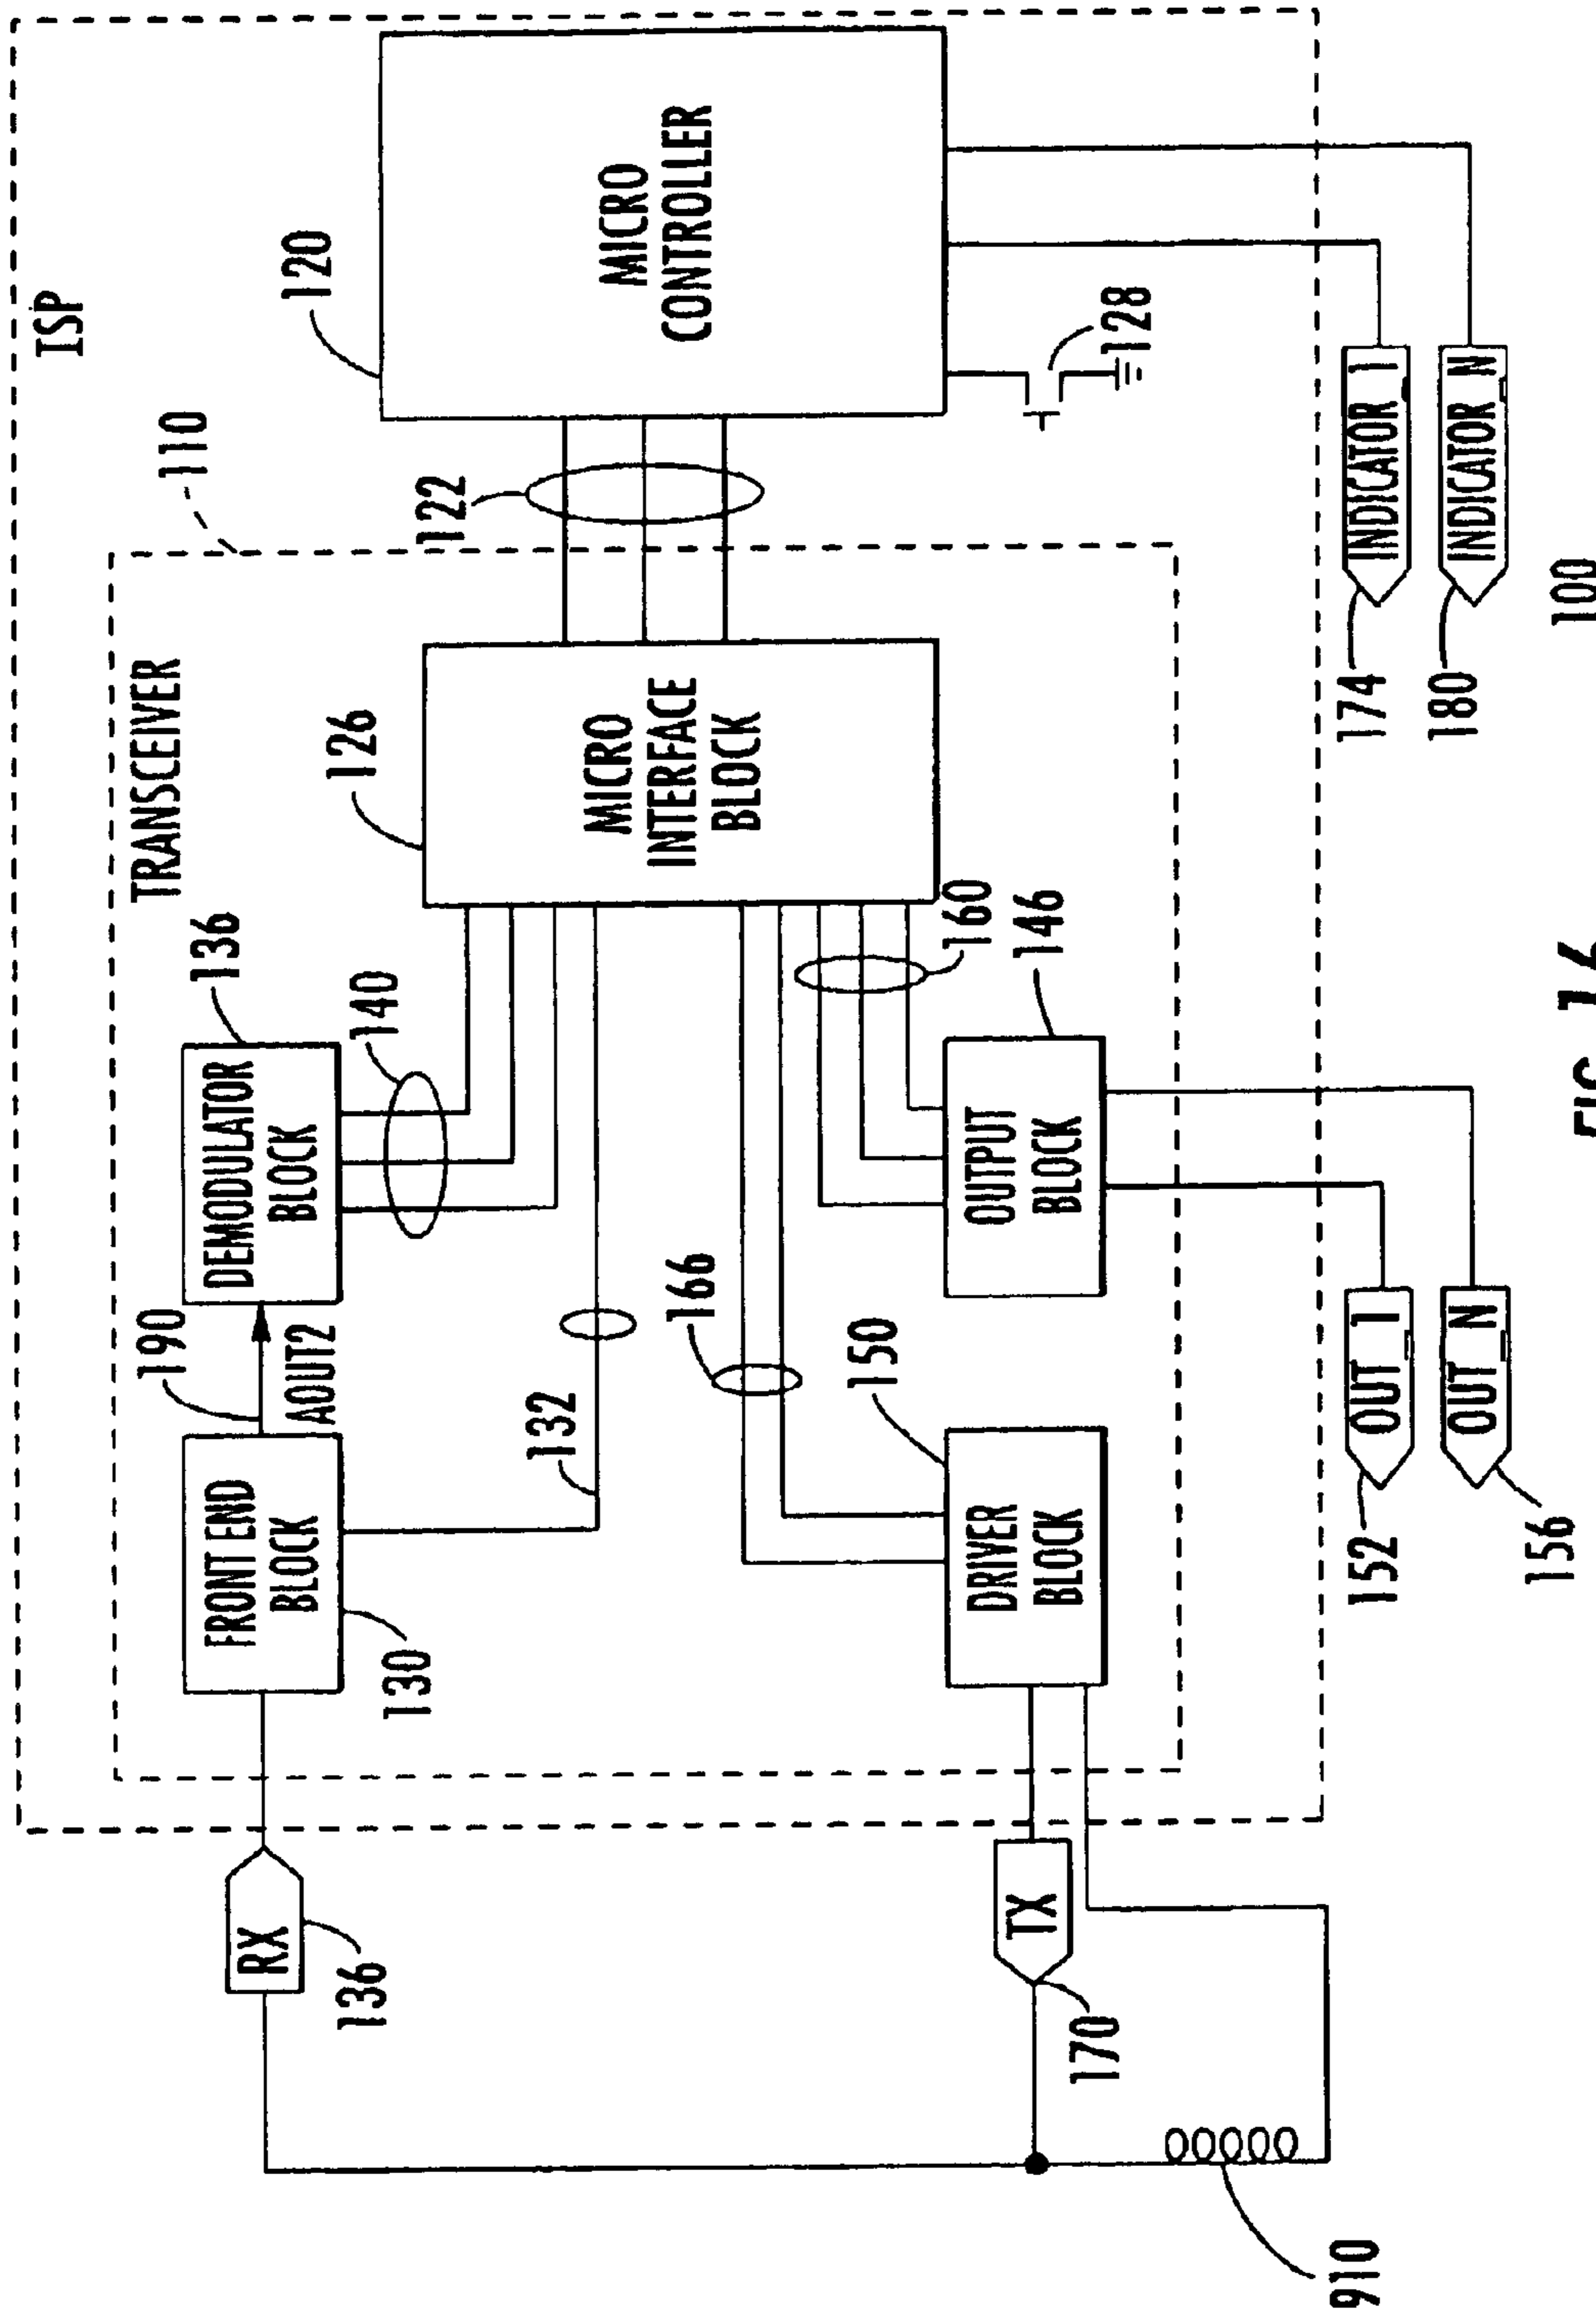 ISP
110
TRANSCEIVER
120
MICRO
CONTROLLER
122
126
MICRO
INTERFACE
BLOCK
128
190
AOUT2
136
DEMODULATOR
BLOCK
140
FRONT END
BLOCK
130
132
RX
136
166
160
150
DRIVER
BLOCK
146
OUTPUT
BLOCK
TX
170
910
152
OUT_1
156
OUT_N
174
INDICATOR_1
180
INDICATOR_N
100